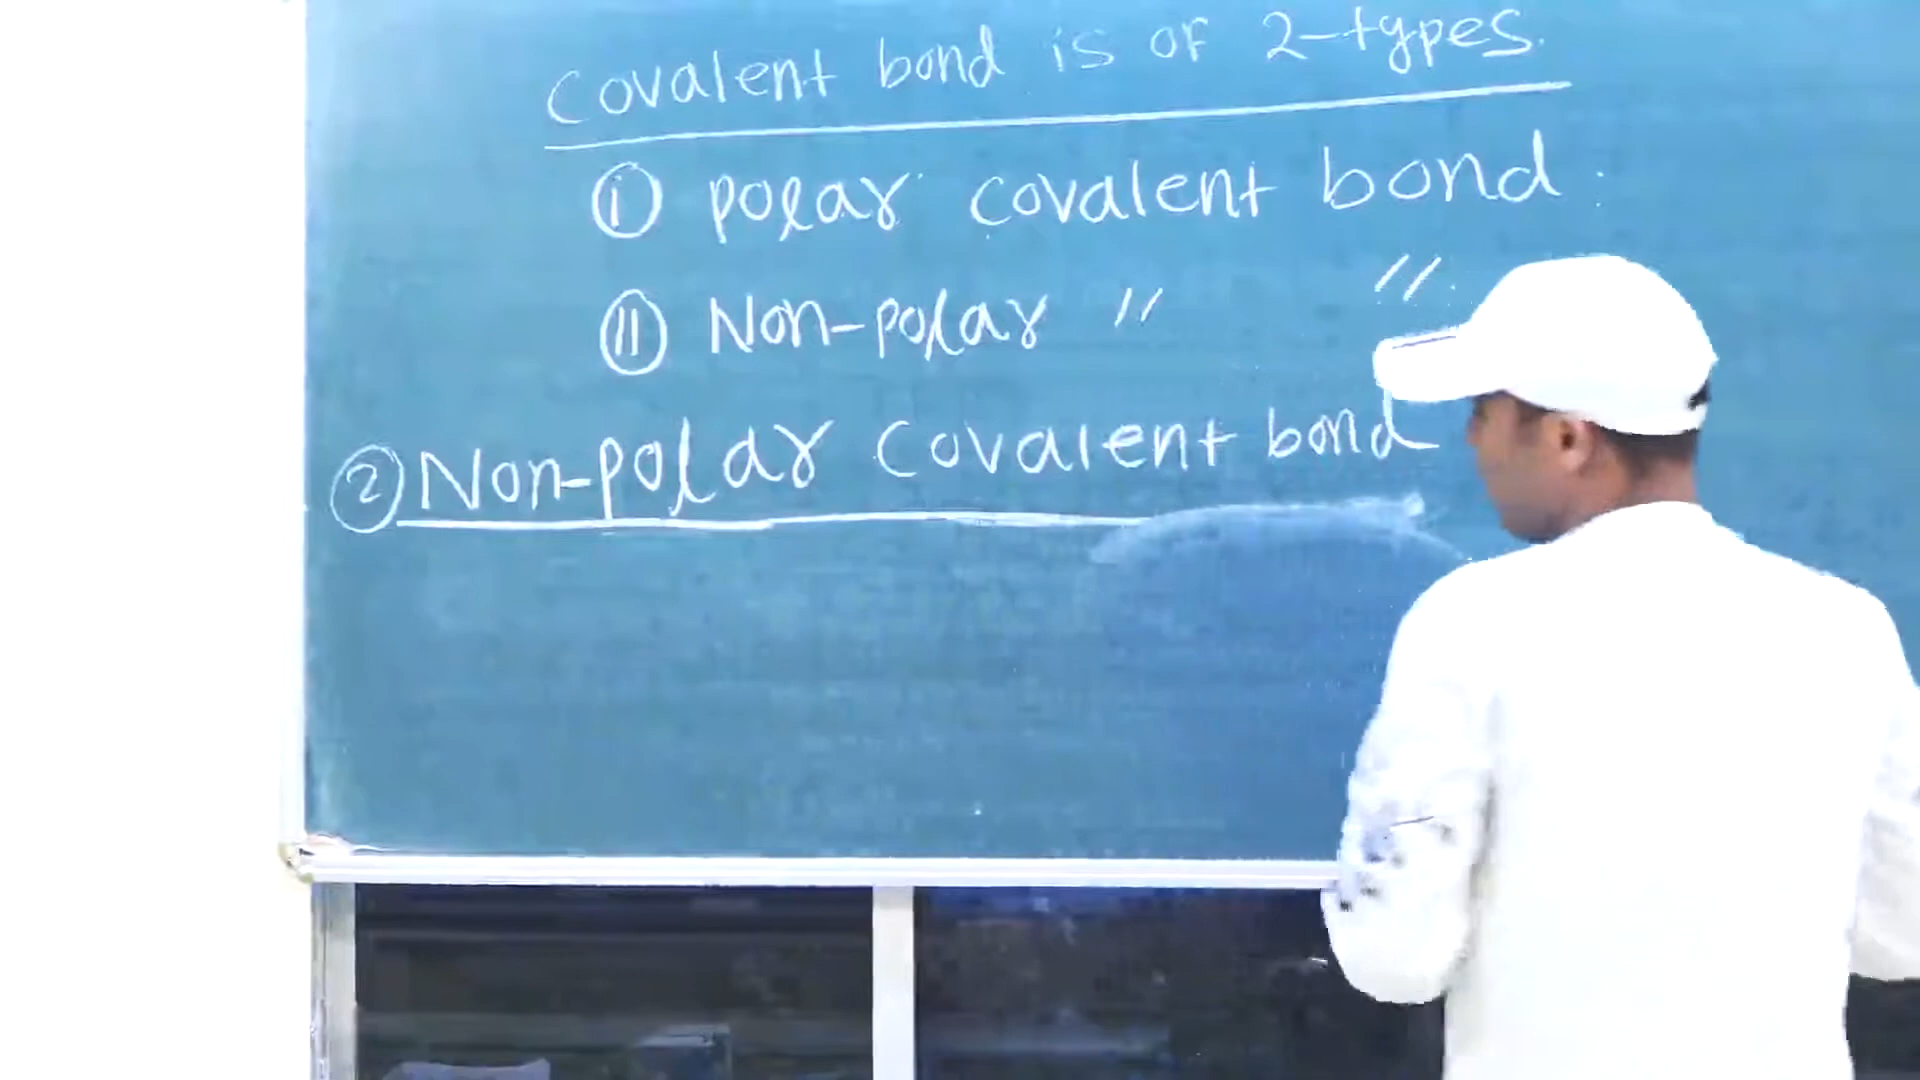 Covalent bond is of 2-types.
(i) polar covalent bond.
(ii) Non-polar " "
(2) Non-polar Covalent bond